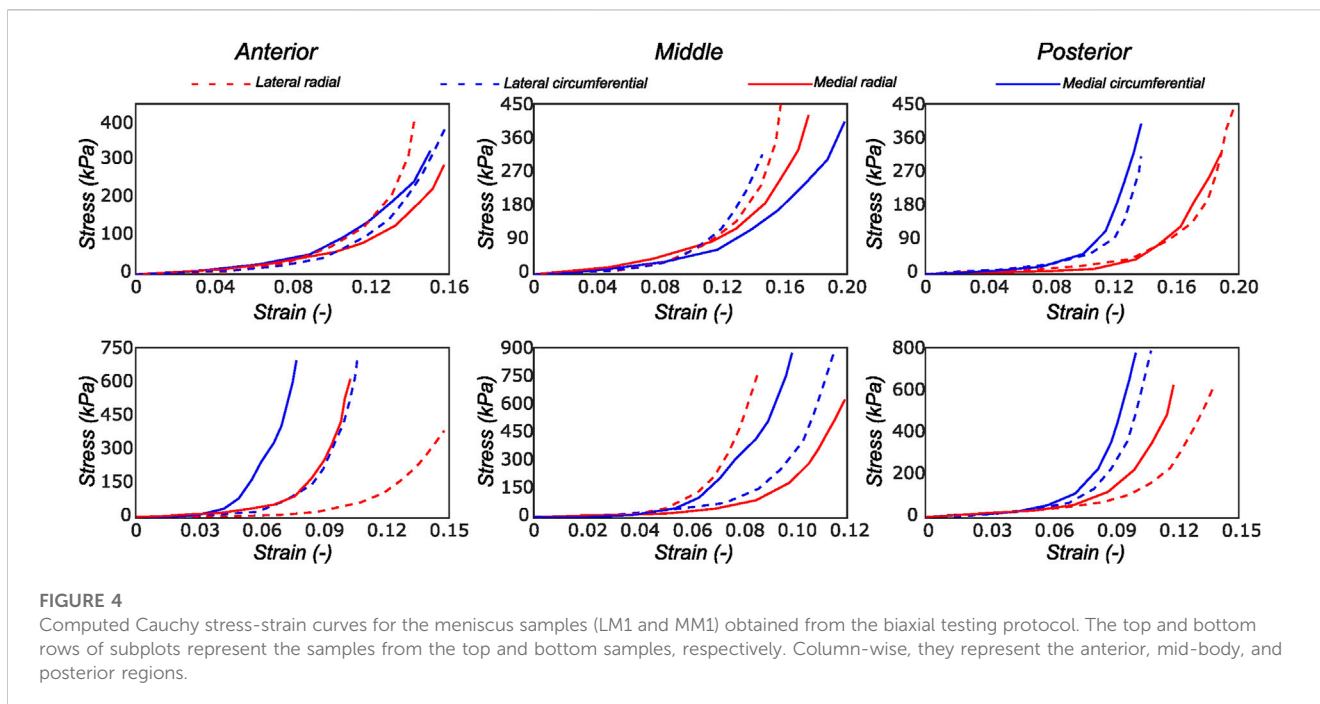 Anterior Middle Posterior
Lateral radial Lateral circumferential Medial radial Medial circumferential
400
300
200
100
0
Stress (kPa)
0 0.04 0.08 0.12 0.16
Strain (-)
450
360
270
180
90
0
Stress (kPa)
0 0.04 0.08 0.12 0.16 0.20
Strain (-)
450
360
270
180
90
0
Stress (kPa)
0 0.04 0.08 0.12 0.16 0.20
Strain (-)
750
600
450
300
150
0
Stress (kPa)
0 0.03 0.06 0.09 0.12 0.15
Strain (-)
900
750
600
450
300
150
0
Stress (kPa)
0 0.02 0.04 0.06 0.08 0.10 0.12
Strain (-)
800
600
400
200
0
Stress (kPa)
0 0.03 0.06 0.09 0.12 0.15
Strain (-)
FIGURE 4
Computed Cauchy stress-strain curves for the meniscus samples (LM1 and MM1) obtained from the biaxial testing protocol. The top and bottom
rows of subplots represent the samples from the top and bottom samples, respectively. Column-wise, they represent the anterior, mid-body, and
posterior regions.